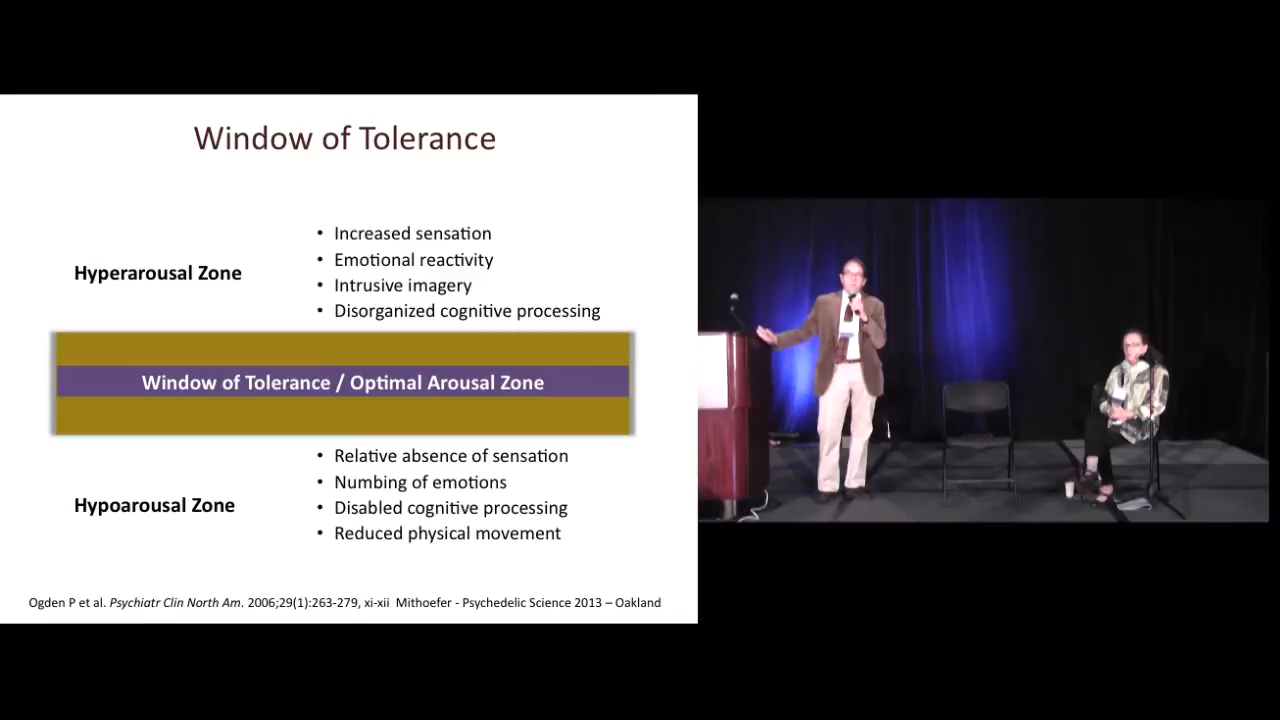 Window of Tolerance
Hyperarousal Zone
• Increased sensation
• Emotional reactivity
• Intrusive imagery
• Disorganized cognitive processing
Window of Tolerance / Optimal Arousal Zone
Hypoarousal Zone
• Relative absence of sensation
• Numbing of emotions
• Disabled cognitive processing
• Reduced physical movement
Ogden P et al. Psychiatr Clin North Am. 2006;29(1):263-279, xi-xii Mithoefer - Psychedelic Science 2013 – Oakland